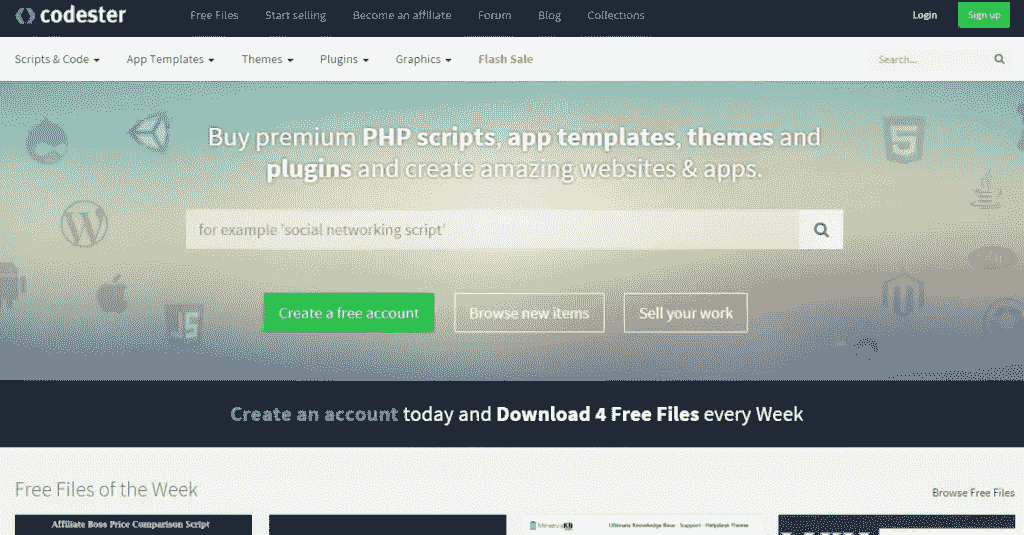 codester Free Files Start selling Become an affiliate Forum Blog Collections Login Sign up
Scripts & Code App Templates Themes Plugins Graphics Flash Sale Search...
Buy premium PHP scripts, app templates, themes and
plugins and create amazing websites & apps.
for example 'social networking script'
Create a free account Browse new items Sell your work
Create an account today and Download 4 Free Files every Week
Free Files of the Week Browse Free Files
Affiliate Boss Price Comparison Script MinervaKB Ultimate Knowledge Base - Support - Helpdesk Theme